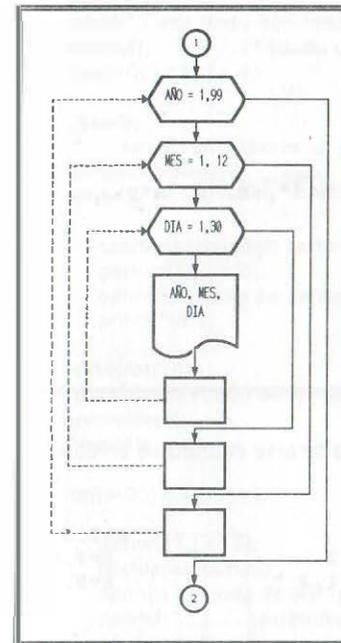 1
AÑO = 1,99
MES = 1, 12
DIA = 1,30
AÑO, MES,
DIA
2